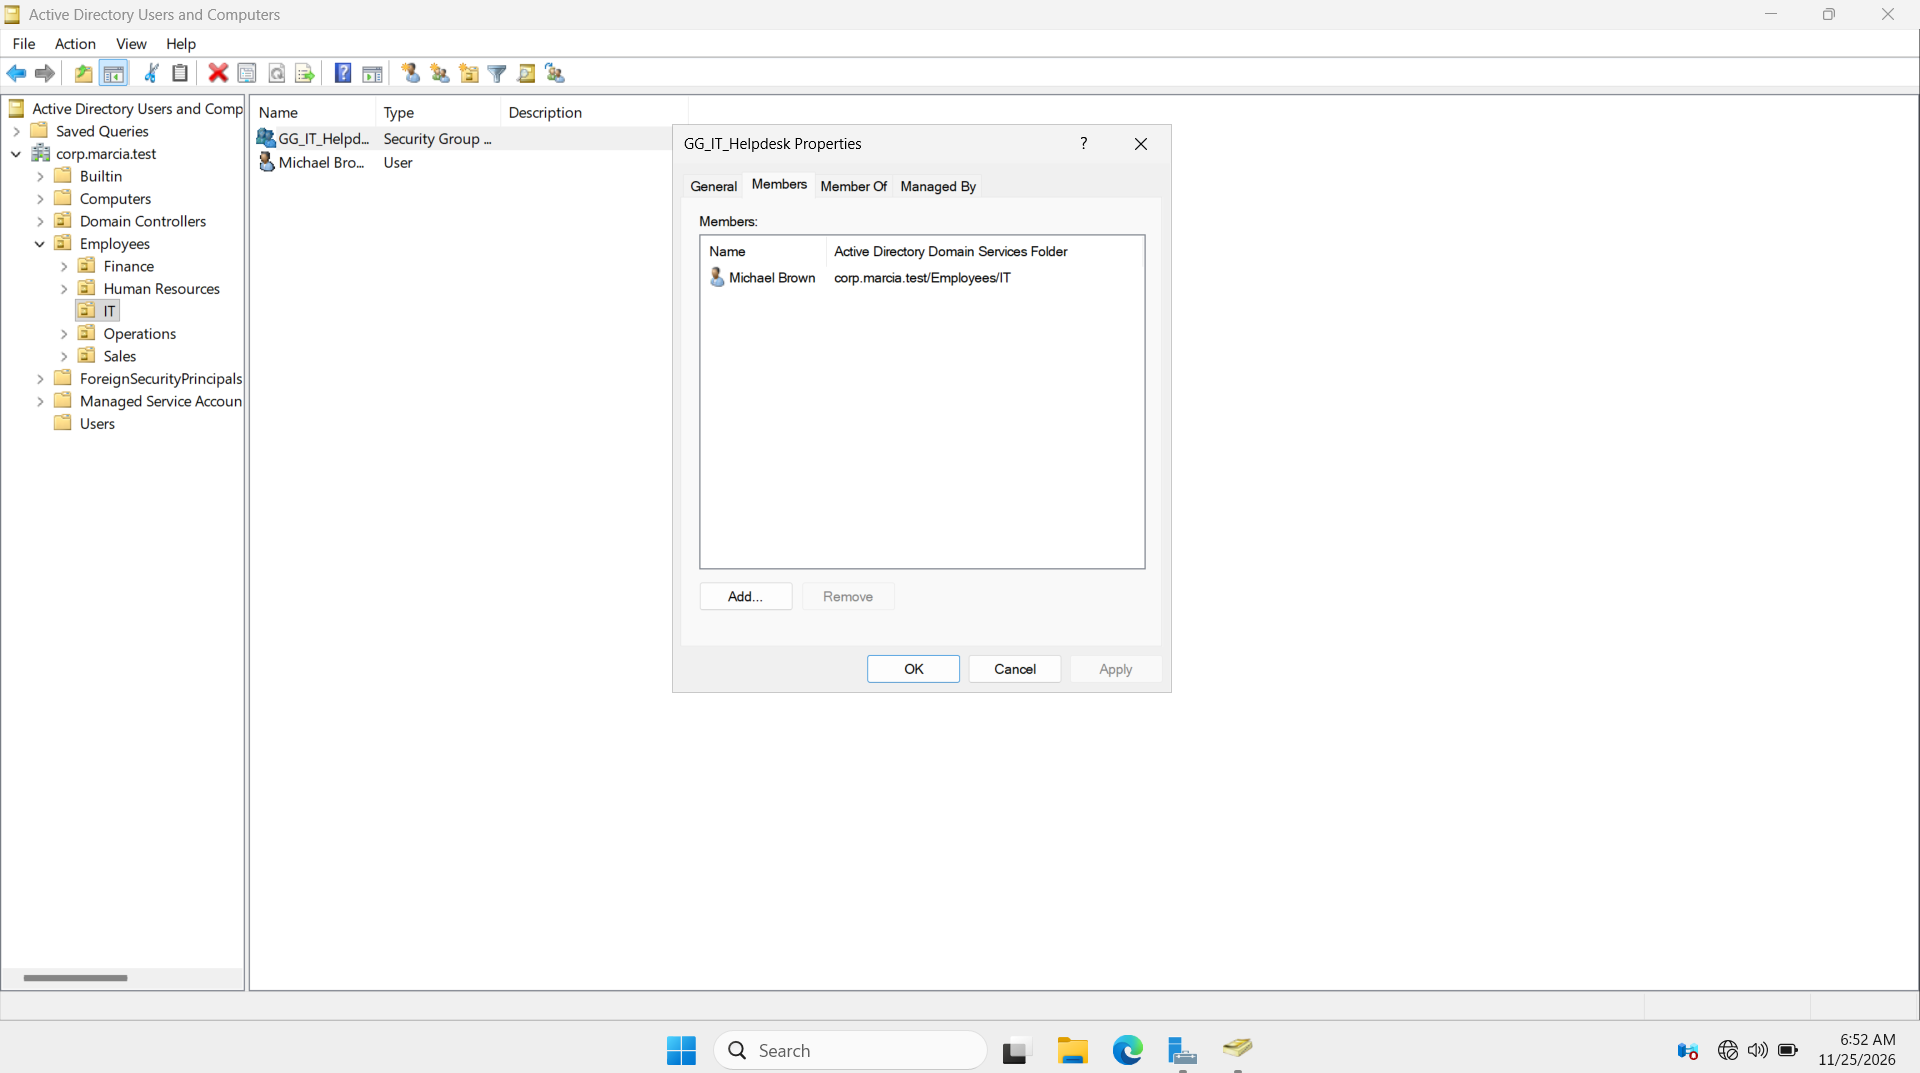 Active Directory Users and Computers
File Action View Help
Active Directory Users and Comp
Saved Queries
corp.marcia.test
Builtin
Computers
Domain Controllers
Employees
Finance
Human Resources
IT
Operations
Sales
ForeignSecurityPrincipals
Managed Service Accoun
Users
Name Type Description
GG_IT_Helpd... Security Group ...
Michael Bro... User
GG_IT_Helpdesk Properties ?
General Members Member Of Managed By
Members:
Name Active Directory Domain Services Folder
Michael Brown corp.marcia.test/Employees/IT
Add... Remove
OK Cancel Apply
Search
6:52 AM
11/25/2026